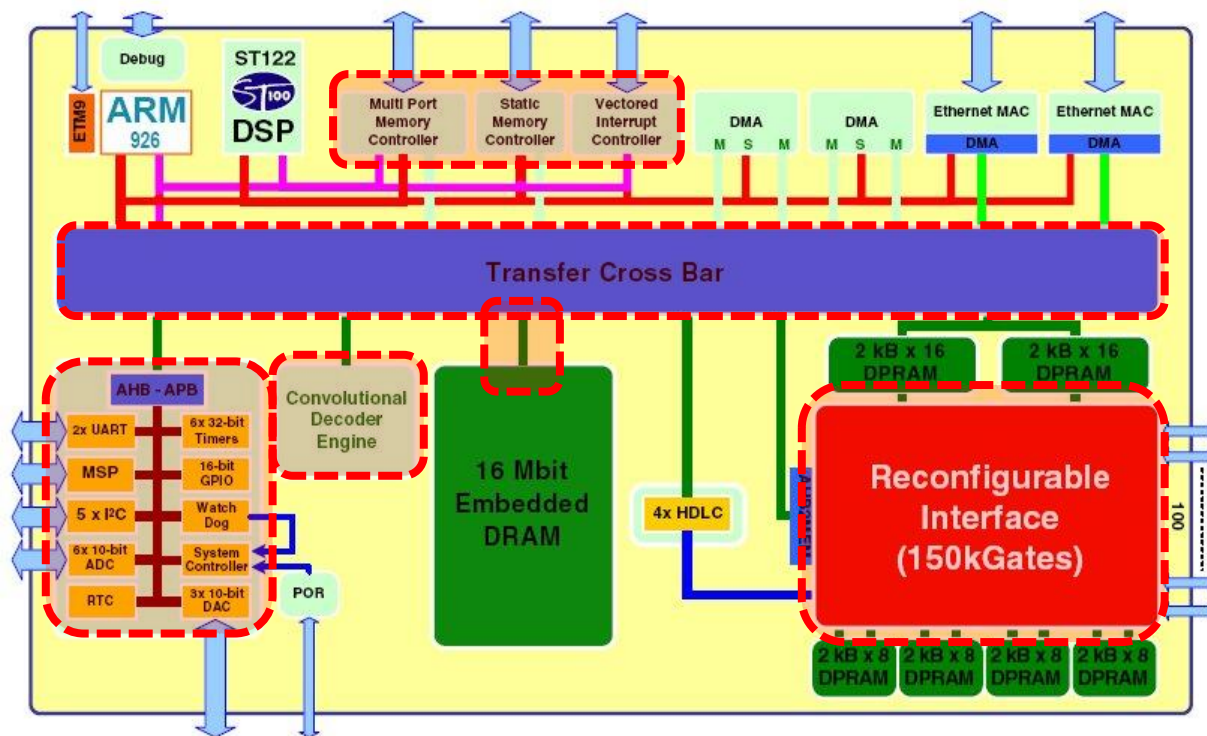 Debug
ETM9
ARM
926
ST122
ST100
DSP
Multi Port
Memory
Controller
Static
Memory
Controller
Vectored
Interrupt
Controller
DMA
M S M
DMA
M S M
Ethernet MAC
DMA
Ethernet MAC
DMA
Transfer Cross Bar
AHB - APB
2x UART
6x 32-bit
Timers
MSP
16-bit
GPIO
5 x I²C
Watch
Dog
6x 10-bit
ADC
System
Controller
RTC
3x 10-bit
DAC
POR
Convolutional
Decoder
Engine
16 Mbit
Embedded
DRAM
4x HDLC
2 kB x 16
DPRAM
2 kB x 16
DPRAM
Reconfigurable
Interface
(150kGates)
100
2 kB x 8
DPRAM
2 kB x 8
DPRAM
2 kB x 8
DPRAM
2 kB x 8
DPRAM